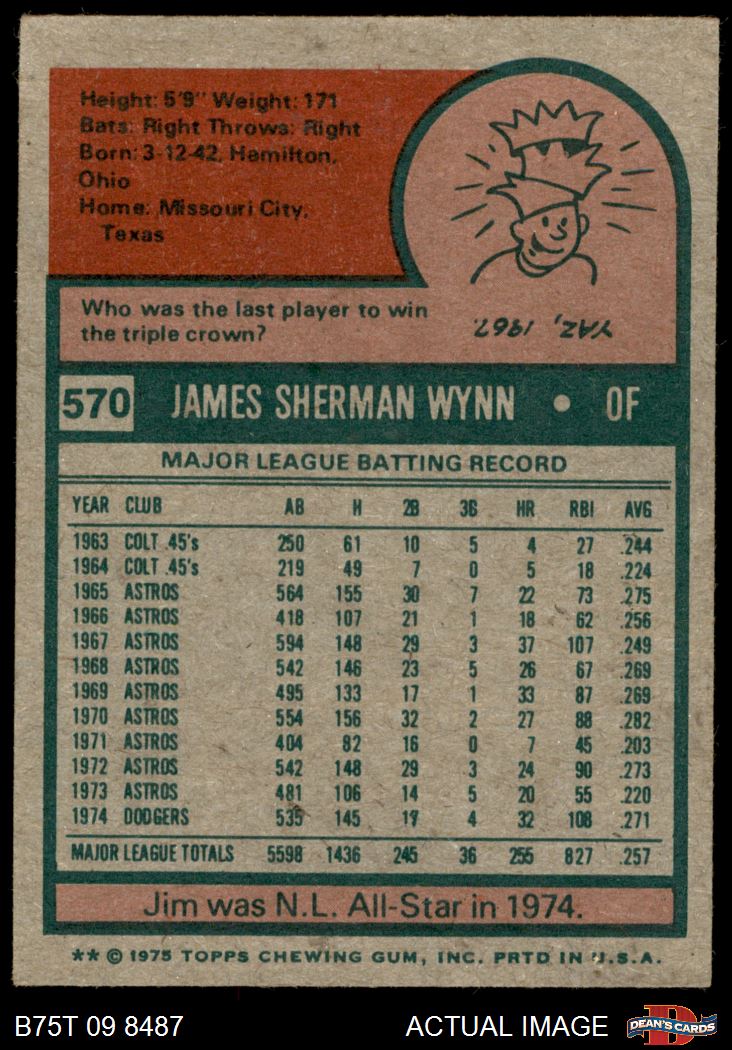 Height: 5'9" Weight: 171
Bats: Right Throws: Right
Born: 3-12-42, Hamilton,
Ohio
Home: Missouri City,
Texas
Who was the last player to win
the triple crown?
YAZ, 1967.
570 JAMES SHERMAN WYNN • OF
MAJOR LEAGUE BATTING RECORD
YEAR CLUB AB H 2B 3B HR RBI AVG
1963 COLT .45's 250 61 10 5 4 27 .244
1964 COLT .45's 219 49 7 0 5 18 .224
1965 ASTROS 564 155 30 7 22 73 .275
1966 ASTROS 418 107 21 1 18 62 .256
1967 ASTROS 594 148 29 3 37 107 .249
1968 ASTROS 542 146 23 5 26 67 .269
1969 ASTROS 495 133 17 1 33 87 .269
1970 ASTROS 554 156 32 2 27 88 .282
1971 ASTROS 404 82 16 0 7 45 .203
1972 ASTROS 542 148 29 3 24 90 .273
1973 ASTROS 481 106 14 5 20 55 .220
1974 DODGERS 535 145 17 4 32 108 .271
MAJOR LEAGUE TOTALS 5598 1436 245 36 255 827 .257
Jim was N.L. All-Star in 1974.
** © 1975 TOPPS CHEWING GUM, INC. PRTD IN U.S.A.
B75T 09 8487 ACTUAL IMAGE D DEAN'S CARDS